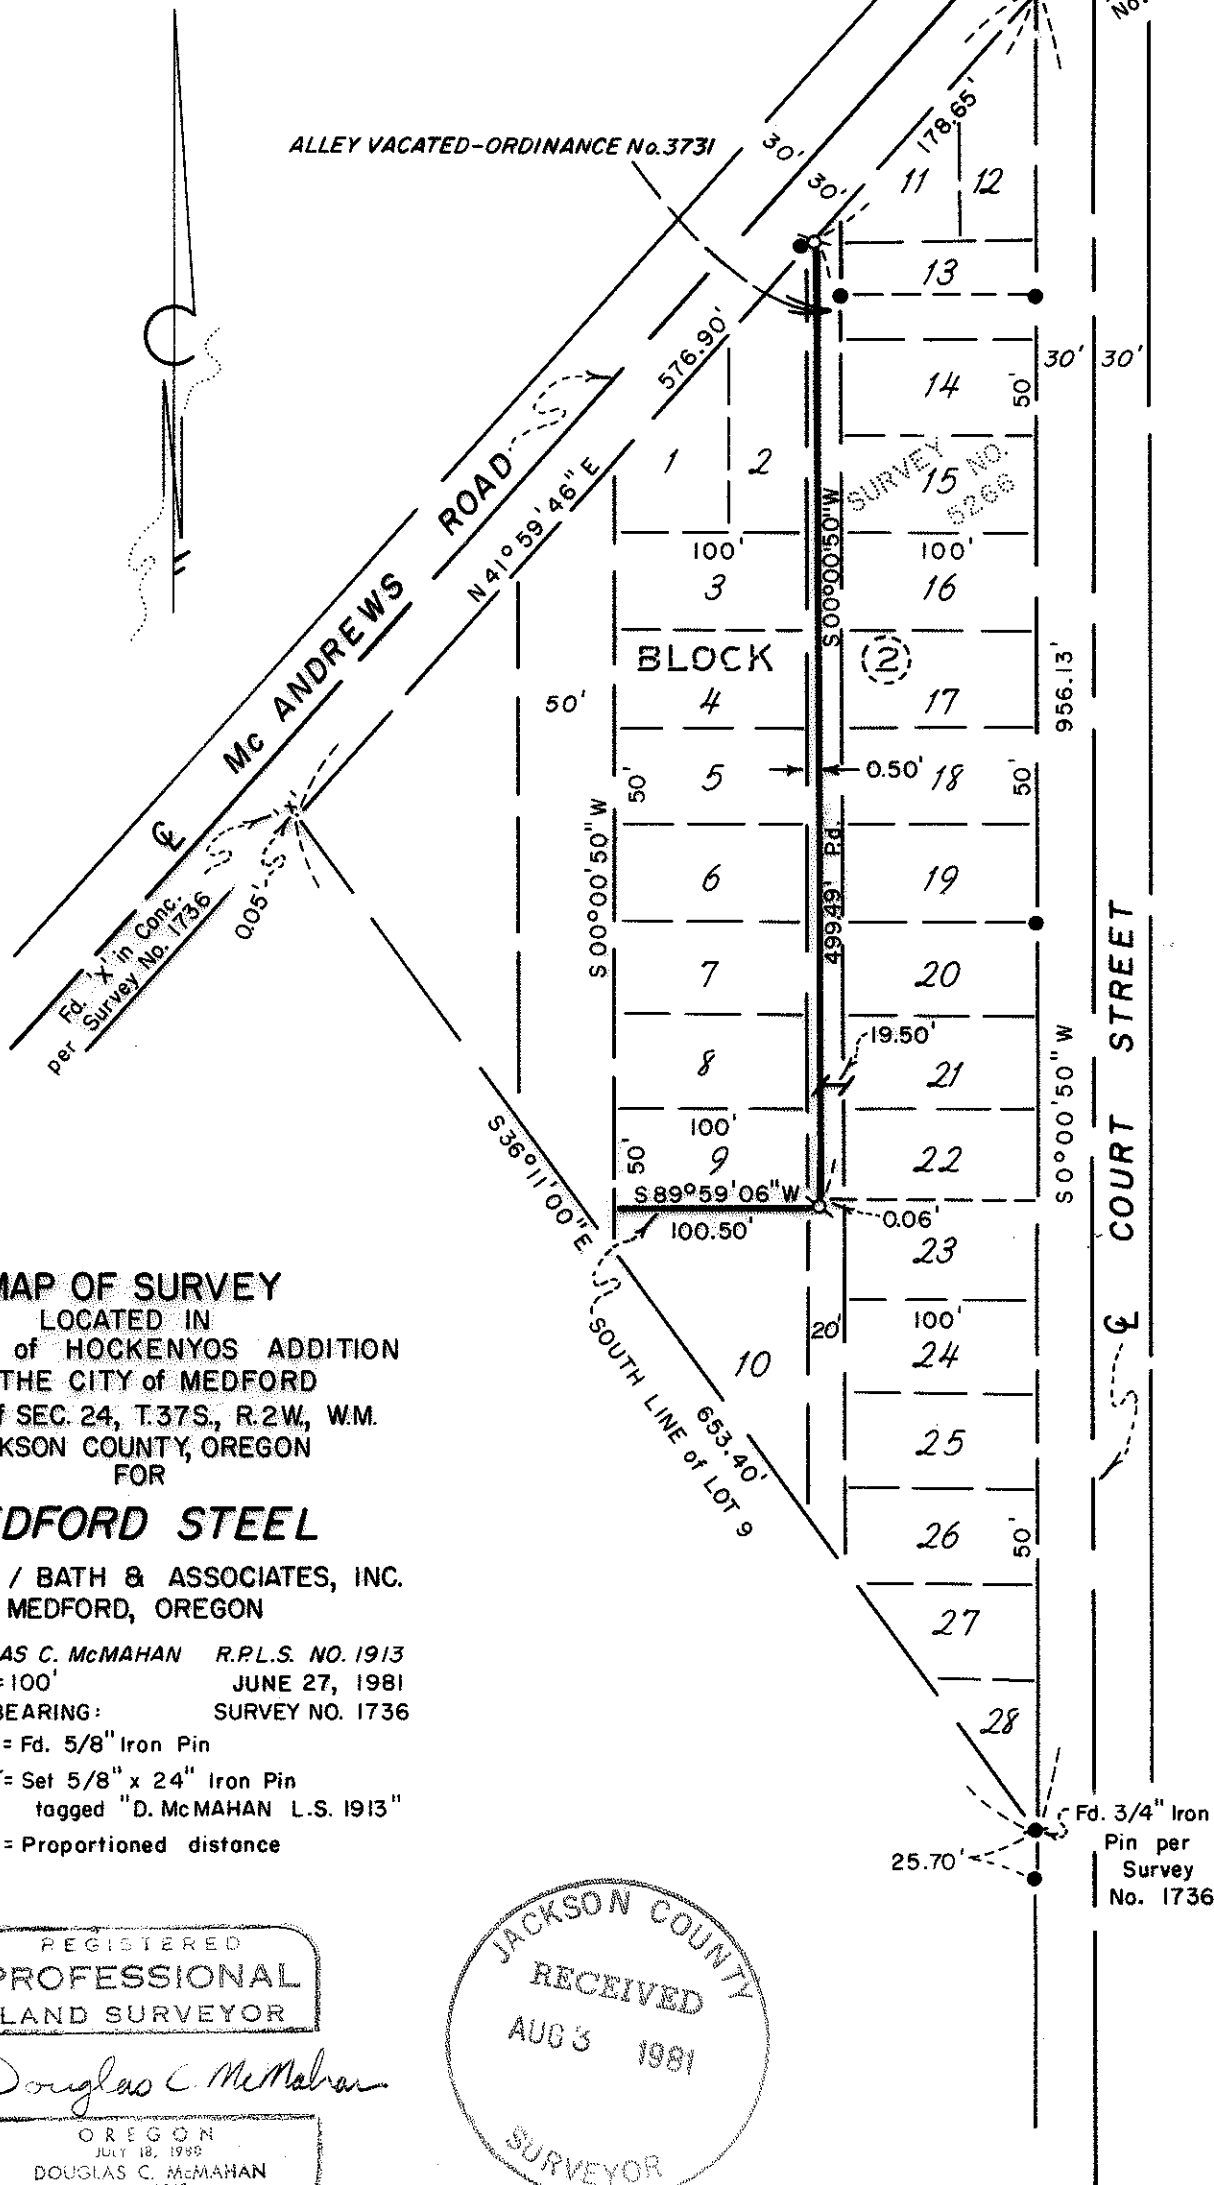 No.
178.65'
ALLEY VACATED-ORDINANCE No.3731
30'
30'
11
12
13
576.90'
30'
30'
14
50'
ROAD
1
2
SURVEY NO.
5266
15
N 41° 59' 46" E
S 00°00'50" W
100'
100'
3
16
Mc ANDREWS
BLOCK
2
50'
4
17
956.13'
5
50'
0.50'
18
50'
'x'
℄
S 00°00'50" W
499.49' P.d.
6
19
0.05'
Fd. 'x' in Conc.
per Survey No. 1736
7
20
COURT STREET
19.50'
8
21
S 0°00'50" W
100'
S 36°11'00" E
50'
9
22
S 89°59'06" W
100.50'
0.06'
23
MAP OF SURVEY
LOCATED IN
of HOCKENYOS ADDITION
THE CITY of MEDFORD
SEC. 24, T.37S., R.2W., W.M.
KSON COUNTY, OREGON
FOR
EDFORD STEEL
/ BATH & ASSOCIATES, INC.
MEDFORD, OREGON
AS C. McMAHAN R.P.L.S. NO. 1913
=100' JUNE 27, 1981
BEARING: SURVEY NO. 1736
= Fd. 5/8" Iron Pin
= Set 5/8" x 24" Iron Pin
tagged "D. McMAHAN L.S. 1913"
= Proportioned distance
20'
100'
℄
10
24
SOUTH LINE of LOT 9
653.40'
25
26
50'
27
28
Fd. 3/4" Iron
Pin per
Survey
No. 1736
25.70'
REGISTERED
PROFESSIONAL
LAND SURVEYOR
Douglas C. McMahan
OREGON
JULY 18, 1980
DOUGLAS C. McMAHAN
JACKSON COUNTY
RECEIVED
AUG 3 1981
SURVEYOR